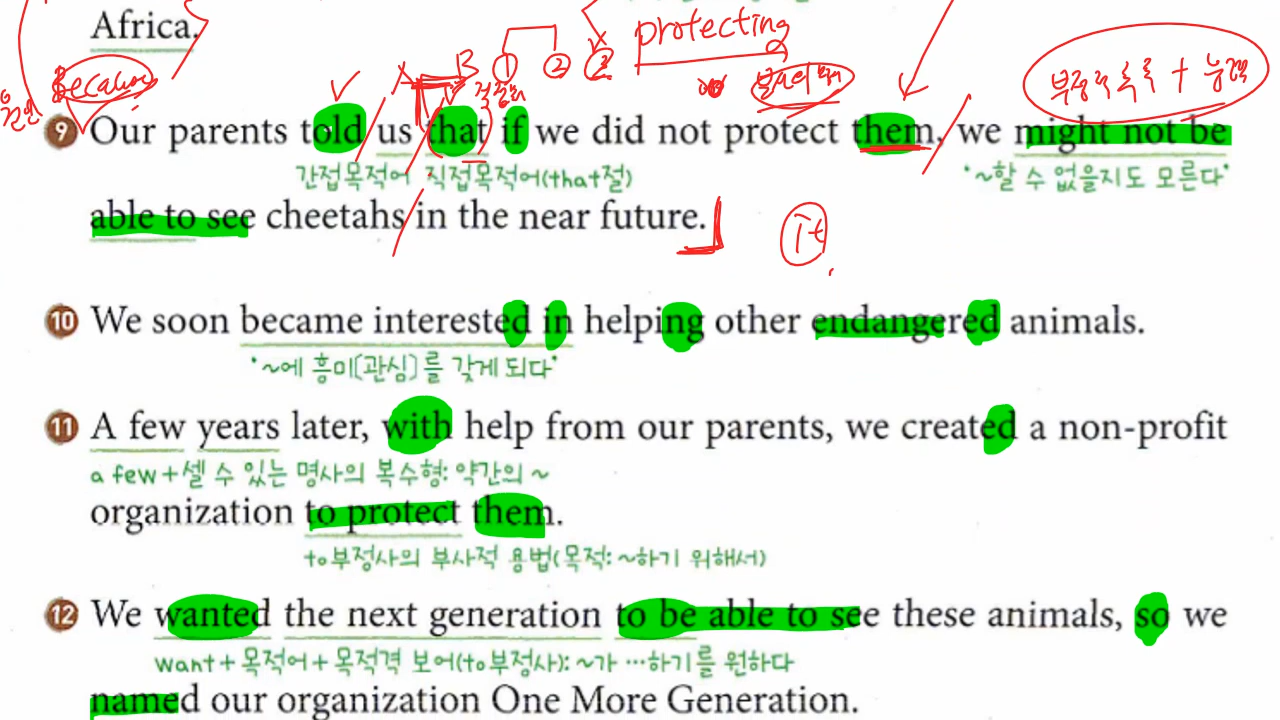 Africa.
protecting
Because
A B ① ② ③
⑨ Our parents told us that if we did not protect them, we might not be
간접목적어 직접목적어(that절) '~할 수 없을지도 모른다'
able to see cheetahs in the near future.
It
⑩ We soon became interested in helping other endangered animals.
'~에 흥미[관심]를 갖게 되다'
⑪ A few years later, with help from our parents, we created a non-profit
a few+셀 수 있는 명사의 복수형: 약간의 ~
organization to protect them.
to부정사의 부사적 용법(목적: ~하기 위해서)
⑫ We wanted the next generation to be able to see these animals, so we
want+목적어+목적격 보어(to부정사): ~가 …하기를 원하다
named our organization One More Generation.